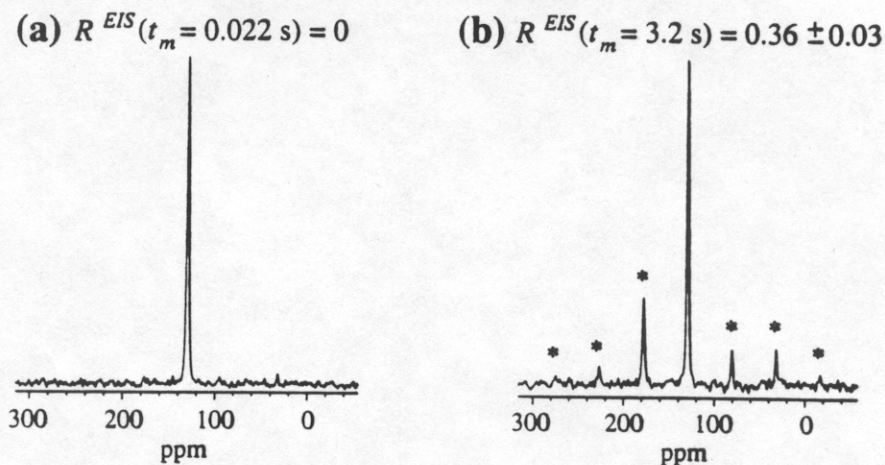 (a) R EIS (t_m = 0.022 s) = 0
(b) R EIS (t_m = 3.2 s) = 0.36 ± 0.03
* * * * * *
300 200 100 0
ppm
300 200 100 0
ppm